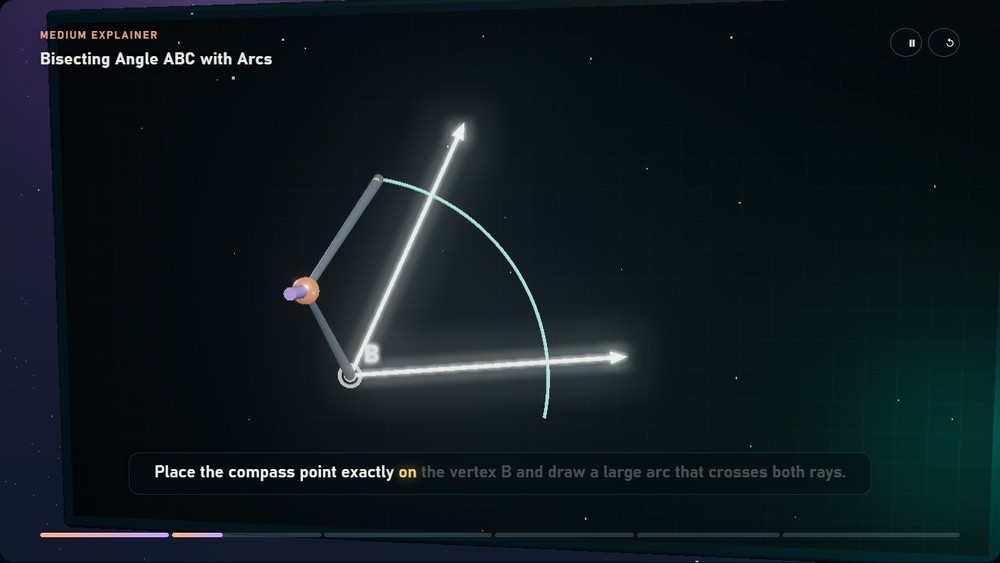 MEDIUM EXPLAINER
Bisecting Angle ABC with Arcs
B
Place the compass point exactly on the vertex B and draw a large arc that crosses both rays.